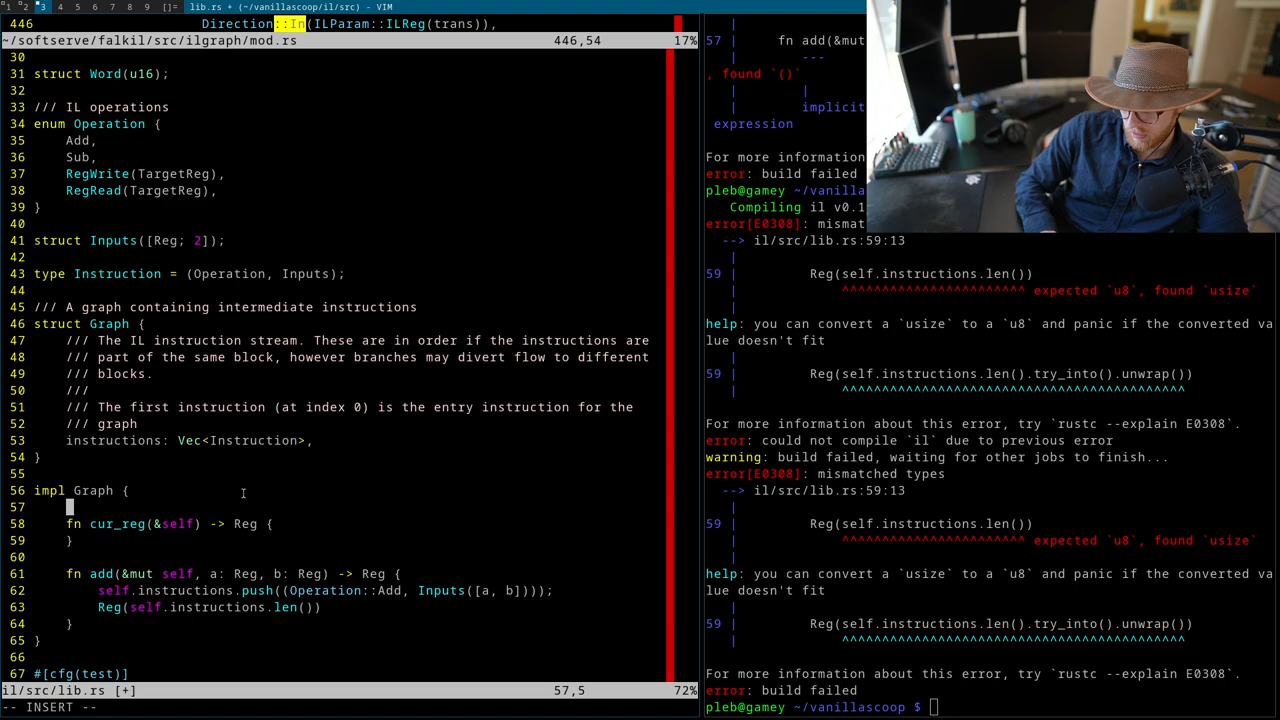 1 2 3 4 5 6 7 8 9 []= lib.rs + (~/vanillascoop/il/src) - VIM
446 Direction::In(ILParam::ILReg(trans)),
~/softserve/falkil/src/ilgraph/mod.rs 446,54 17%
30
31 struct Word(u16);
32
33 /// IL operations
34 enum Operation {
35 Add,
36 Sub,
37 RegWrite(TargetReg),
38 RegRead(TargetReg),
39 }
40
41 struct Inputs([Reg; 2]);
42
43 type Instruction = (Operation, Inputs);
44
45 /// A graph containing intermediate instructions
46 struct Graph {
47 /// The IL instruction stream. These are in order if the instructions are
48 /// part of the same block, however branches may divert flow to different
49 /// blocks.
50 ///
51 /// The first instruction (at index 0) is the entry instruction for the
52 /// graph
53 instructions: Vec<Instruction>,
54 }
55
56 impl Graph {
57
58 fn cur_reg(&self) -> Reg {
59 }
60
61 fn add(&mut self, a: Reg, b: Reg) -> Reg {
62 self.instructions.push((Operation::Add, Inputs([a, b])));
63 Reg(self.instructions.len())
64 }
65 }
66
67 #[cfg(test)]
il/src/lib.rs [+] 57,5 72%
-- INSERT --
|
57 | fn add(&mut
| ---
, found `()`
| |
| implicit
expression
For more information
error: build failed
pleb@gamey ~/vanilla
Compiling il v0.1
error[E0308]: mismat
--> il/src/lib.rs:59:13
|
59 | Reg(self.instructions.len())
| ^^^^^^^^^^^^^^^^^^^^^^^ expected `u8`, found `usize`
|
help: you can convert a `usize` to a `u8` and panic if the converted va
lue doesn't fit
|
59 | Reg(self.instructions.len().try_into().unwrap())
| ^^^^^^^^^^^^^^^^^^^^^^^^^^^^^^^^^^^^^^^^^^^
For more information about this error, try `rustc --explain E0308`.
error: could not compile `il` due to previous error
warning: build failed, waiting for other jobs to finish...
error[E0308]: mismatched types
--> il/src/lib.rs:59:13
|
59 | Reg(self.instructions.len())
| ^^^^^^^^^^^^^^^^^^^^^^^ expected `u8`, found `usize`
|
help: you can convert a `usize` to a `u8` and panic if the converted va
lue doesn't fit
|
59 | Reg(self.instructions.len().try_into().unwrap())
| ^^^^^^^^^^^^^^^^^^^^^^^^^^^^^^^^^^^^^^^^^^^
For more information about this error, try `rustc --explain E0308`.
error: build failed
pleb@gamey ~/vanillascoop $